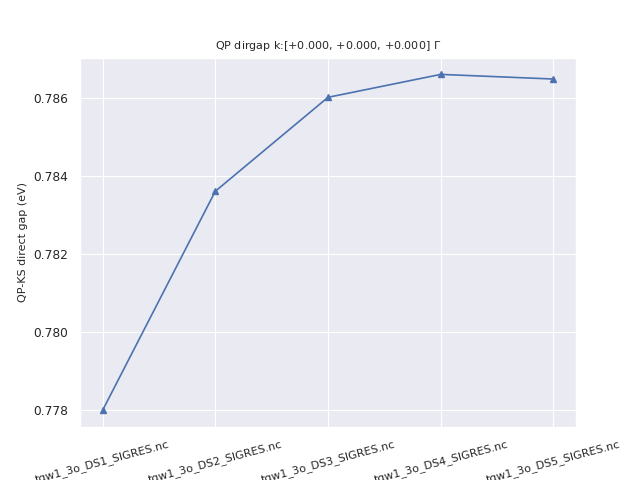 QP dirgap k:[+0.000, +0.000, +0.000] Γ
QP-KS direct gap (eV)
0.786
0.784
0.782
0.780
0.778
tgw1_3o_DS1_SIGRES.nc
tgw1_3o_DS2_SIGRES.nc
tgw1_3o_DS3_SIGRES.nc
tgw1_3o_DS4_SIGRES.nc
tgw1_3o_DS5_SIGRES.nc